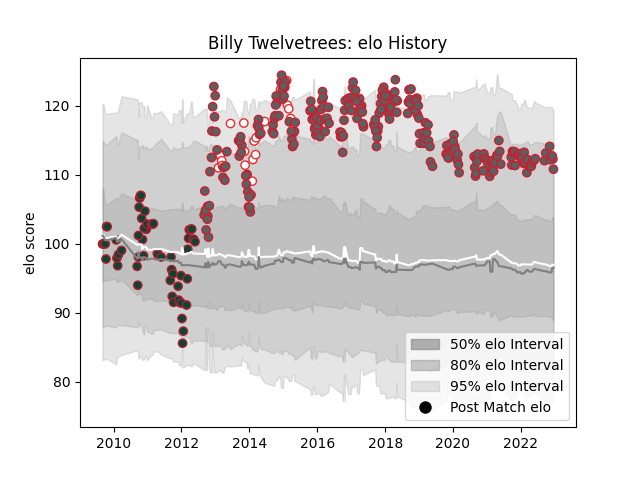 Billy Twelvetrees: elo History
elo score
120
110
100
90
80
50% elo Interval
80% elo Interval
95% elo Interval
Post Match elo
2010 2012 2014 2016 2018 2020 2022